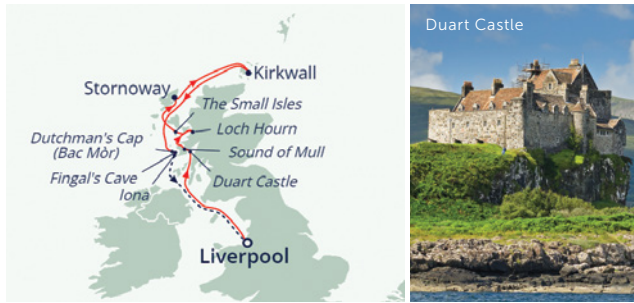 Kirkwall
Stornoway
The Small Isles
Loch Hourn
Dutchman's Cap
(Bac Mòr)
Sound of Mull
Fingal's Cave
Duart Castle
Iona
Liverpool
Duart Castle